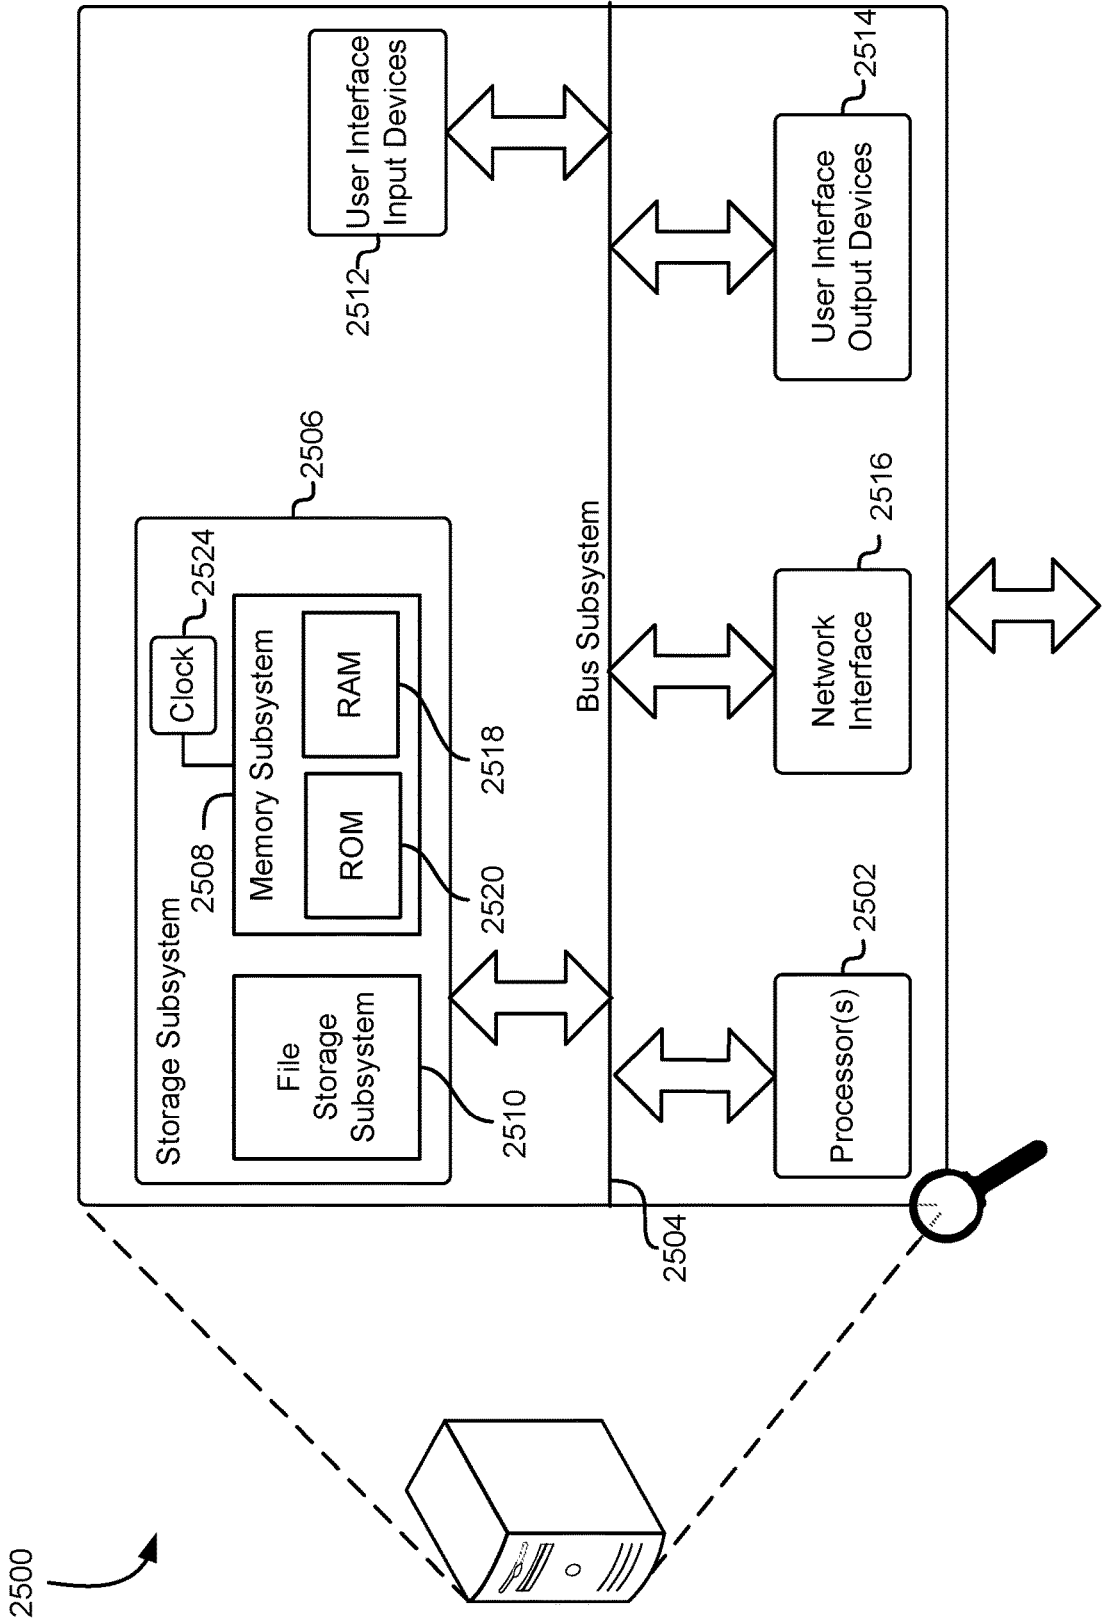 2500
Storage Subsystem
2506
Clock
2524
2508
Memory Subsystem
File
Storage
Subsystem
ROM
RAM
2510
2520
2518
2512
User Interface
Input Devices
Bus Subsystem
2504
2502
Processor(s)
2516
Network
Interface
2514
User Interface
Output Devices